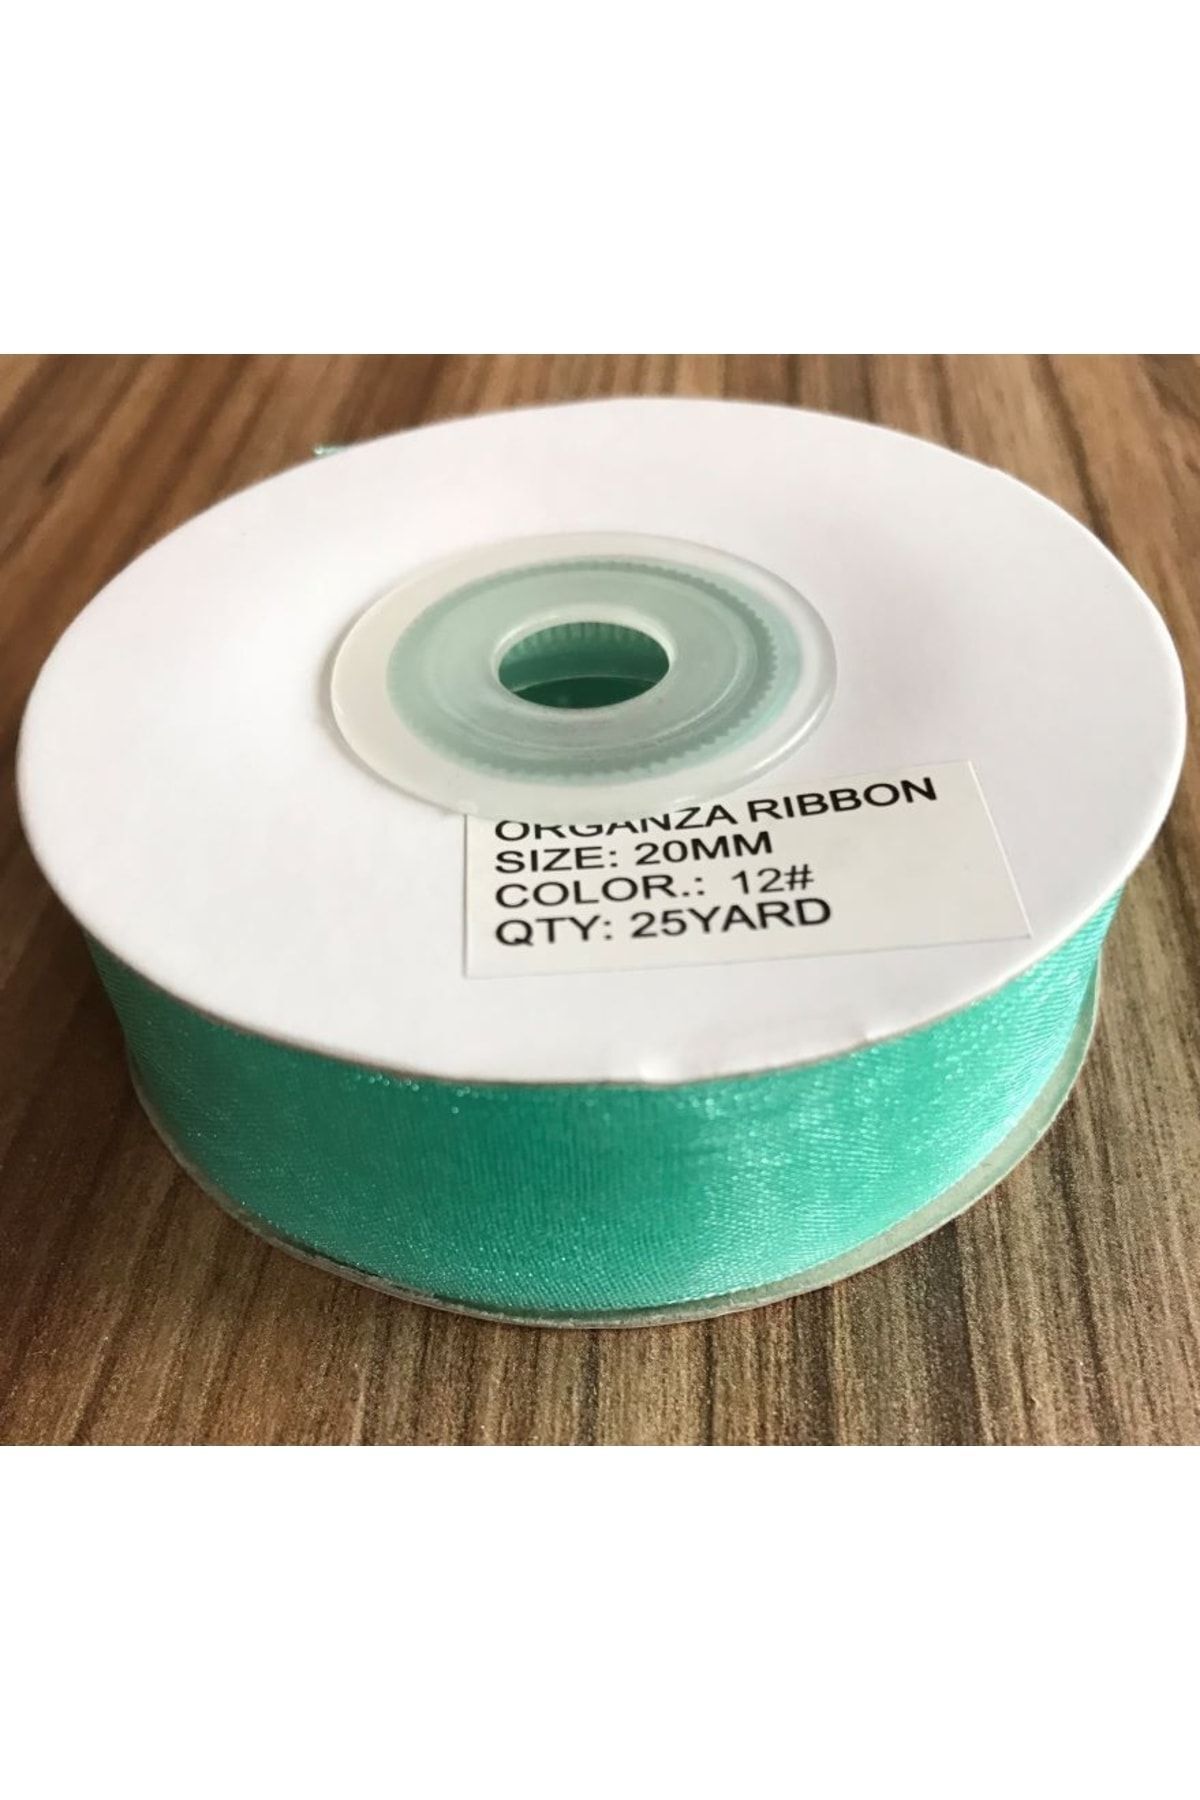 ORGANZA RIBBON
SIZE: 20MM
COLOR.: 12#
QTY: 25YARD